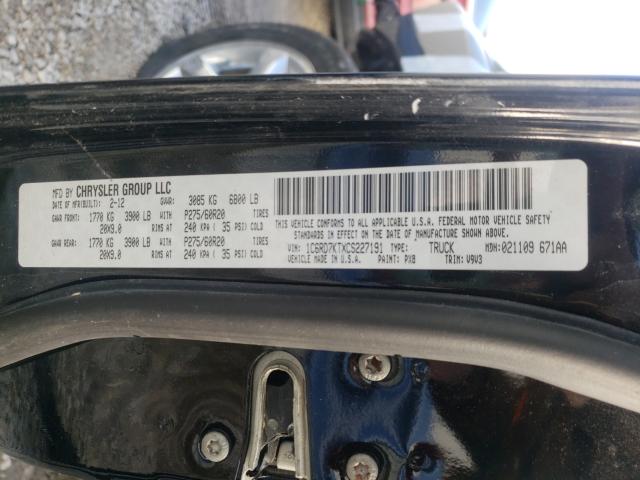 MFD BY CHRYSLER GROUP LLC
DATE OF MFR(BUILT): 2-12 GVWR: 3085 KG 6800 LB
GAWR FRONT: 1770 KG 3900 LB WITH P275/60R20 TIRES
20X9.0 RIMS AT 240 KPA ( 35 PSI) COLD
GAWR REAR: 1770 KG 3900 LB WITH P275/60R20 TIRES
20X9.0 RIMS AT 240 KPA ( 35 PSI) COLD
THIS VEHICLE CONFORMS TO ALL APPLICABLE U.S.A. FEDERAL MOTOR VEHICLE SAFETY
STANDARDS IN EFFECT ON THE DATE OF MANUFACTURE SHOWN ABOVE.
VIN: 1C6RD7KTXCS227191 TYPE: TRUCK MDH:021109 671AA
VEHICLE MADE IN U.S.A. PAINT: PX8 TRIM: V9V3